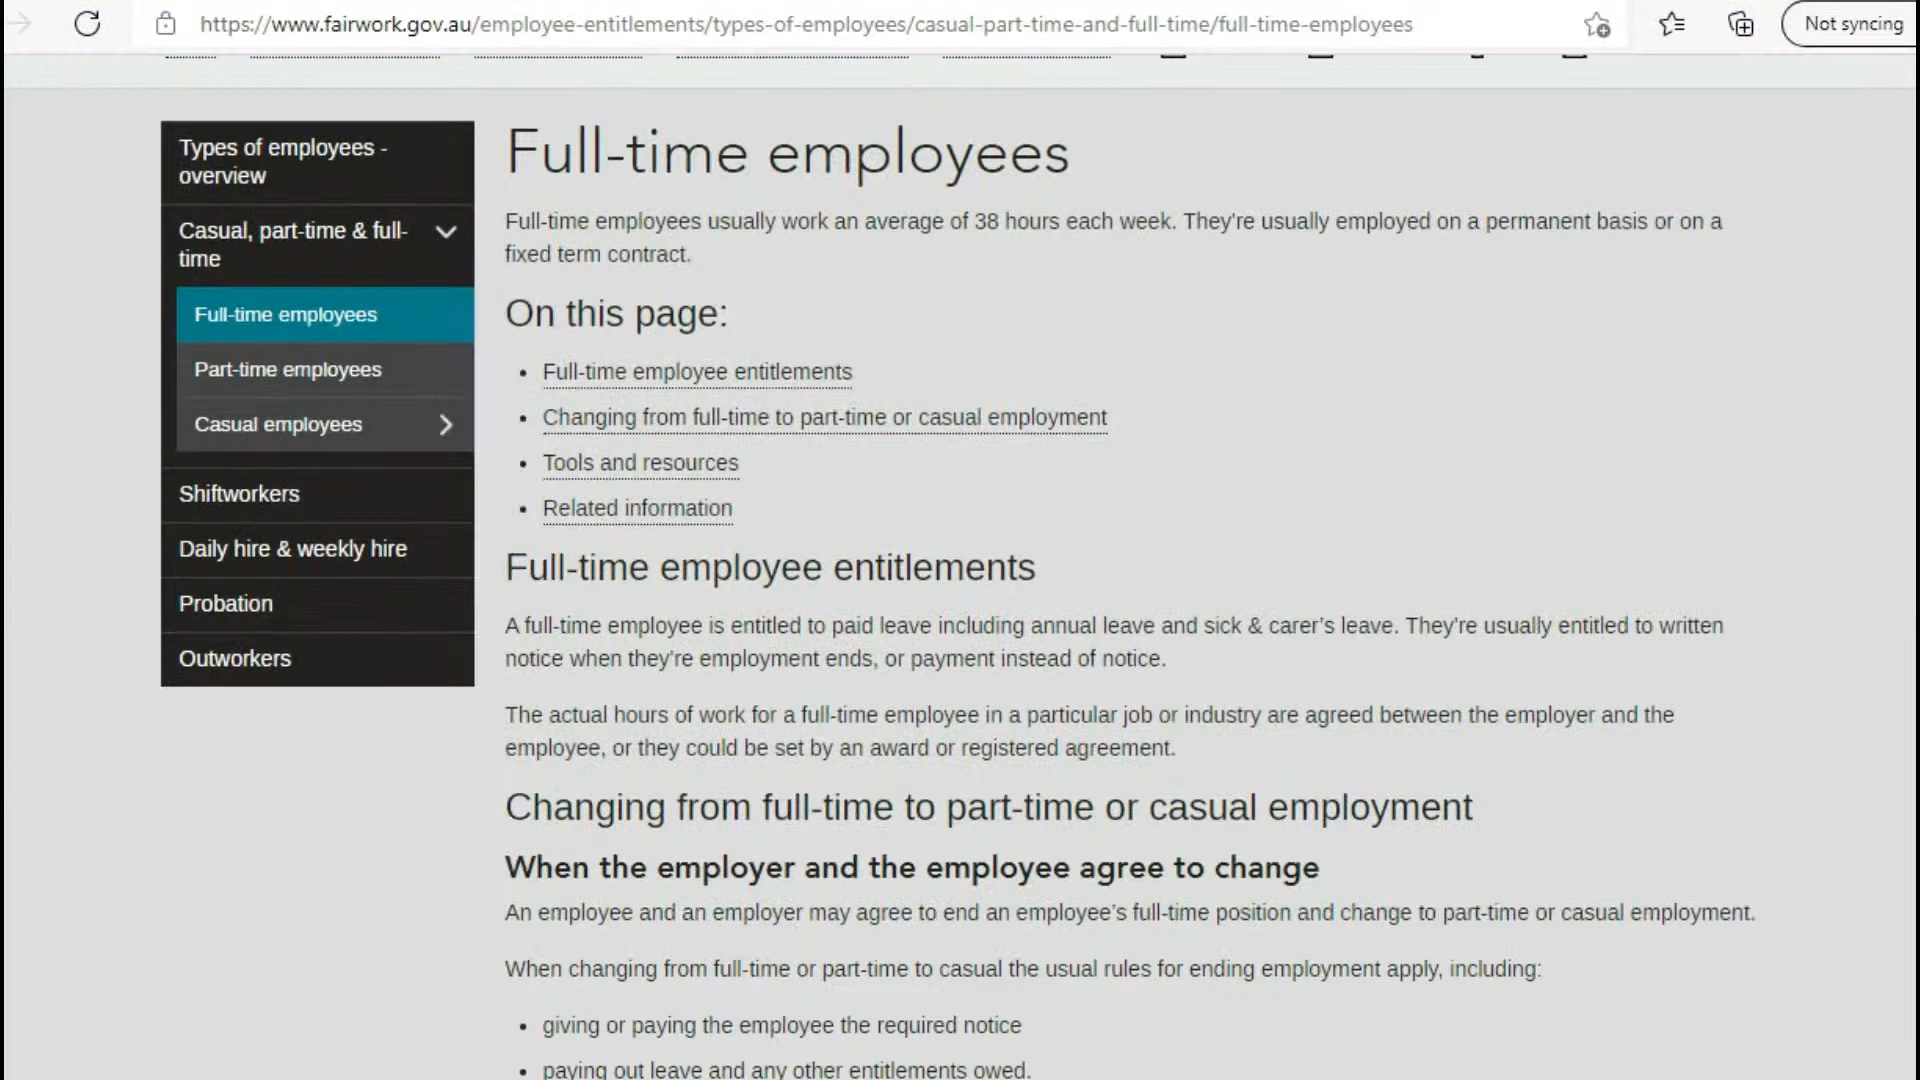 https://www.fairwork.gov.au/employee-entitlements/types-of-employees/casual-part-time-and-full-time/full-time-employees
Not syncing
Types of employees -
overview
Casual, part-time & full-
time
Full-time employees
Part-time employees
Casual employees
Shiftworkers
Daily hire & weekly hire
Probation
Outworkers
Full-time employees
Full-time employees usually work an average of 38 hours each week. They're usually employed on a permanent basis or on a
fixed term contract.
On this page:
• Full-time employee entitlements
• Changing from full-time to part-time or casual employment
• Tools and resources
• Related information
Full-time employee entitlements
A full-time employee is entitled to paid leave including annual leave and sick & carer's leave. They're usually entitled to written
notice when they're employment ends, or payment instead of notice.
The actual hours of work for a full-time employee in a particular job or industry are agreed between the employer and the
employee, or they could be set by an award or registered agreement.
Changing from full-time to part-time or casual employment
When the employer and the employee agree to change
An employee and an employer may agree to end an employee's full-time position and change to part-time or casual employment.
When changing from full-time or part-time to casual the usual rules for ending employment apply, including:
• giving or paying the employee the required notice
• paying out leave and any other entitlements owed.